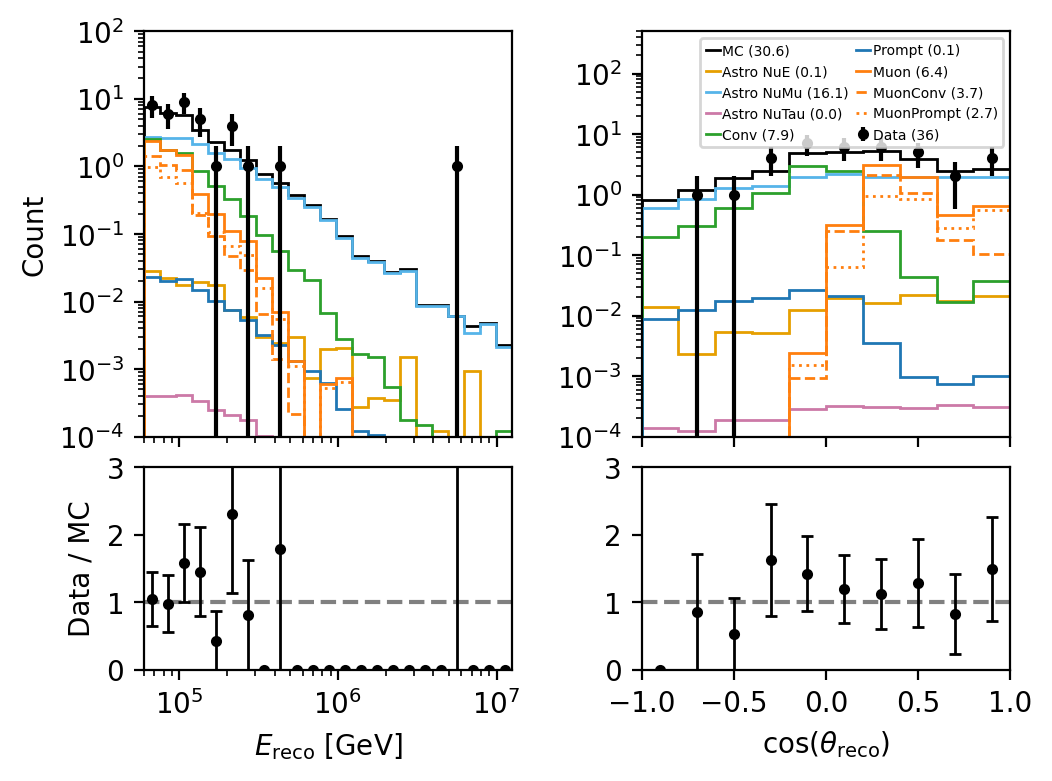 10²
10¹
10⁰
10⁻¹
10⁻²
10⁻³
10⁻⁴
Count
10²
10¹
10⁰
10⁻¹
10⁻²
10⁻³
10⁻⁴
MC (30.6)
Astro NuE (0.1)
Astro NuMu (16.1)
Astro NuTau (0.0)
Conv (7.9)
Prompt (0.1)
Muon (6.4)
MuonConv (3.7)
MuonPrompt (2.7)
Data (36)
3
2
1
0
Data / MC
10⁵ 10⁶ 10⁷
E_reco [GeV]
3
2
1
0
−1.0 −0.5 0.0 0.5 1.0
cos(θ_reco)